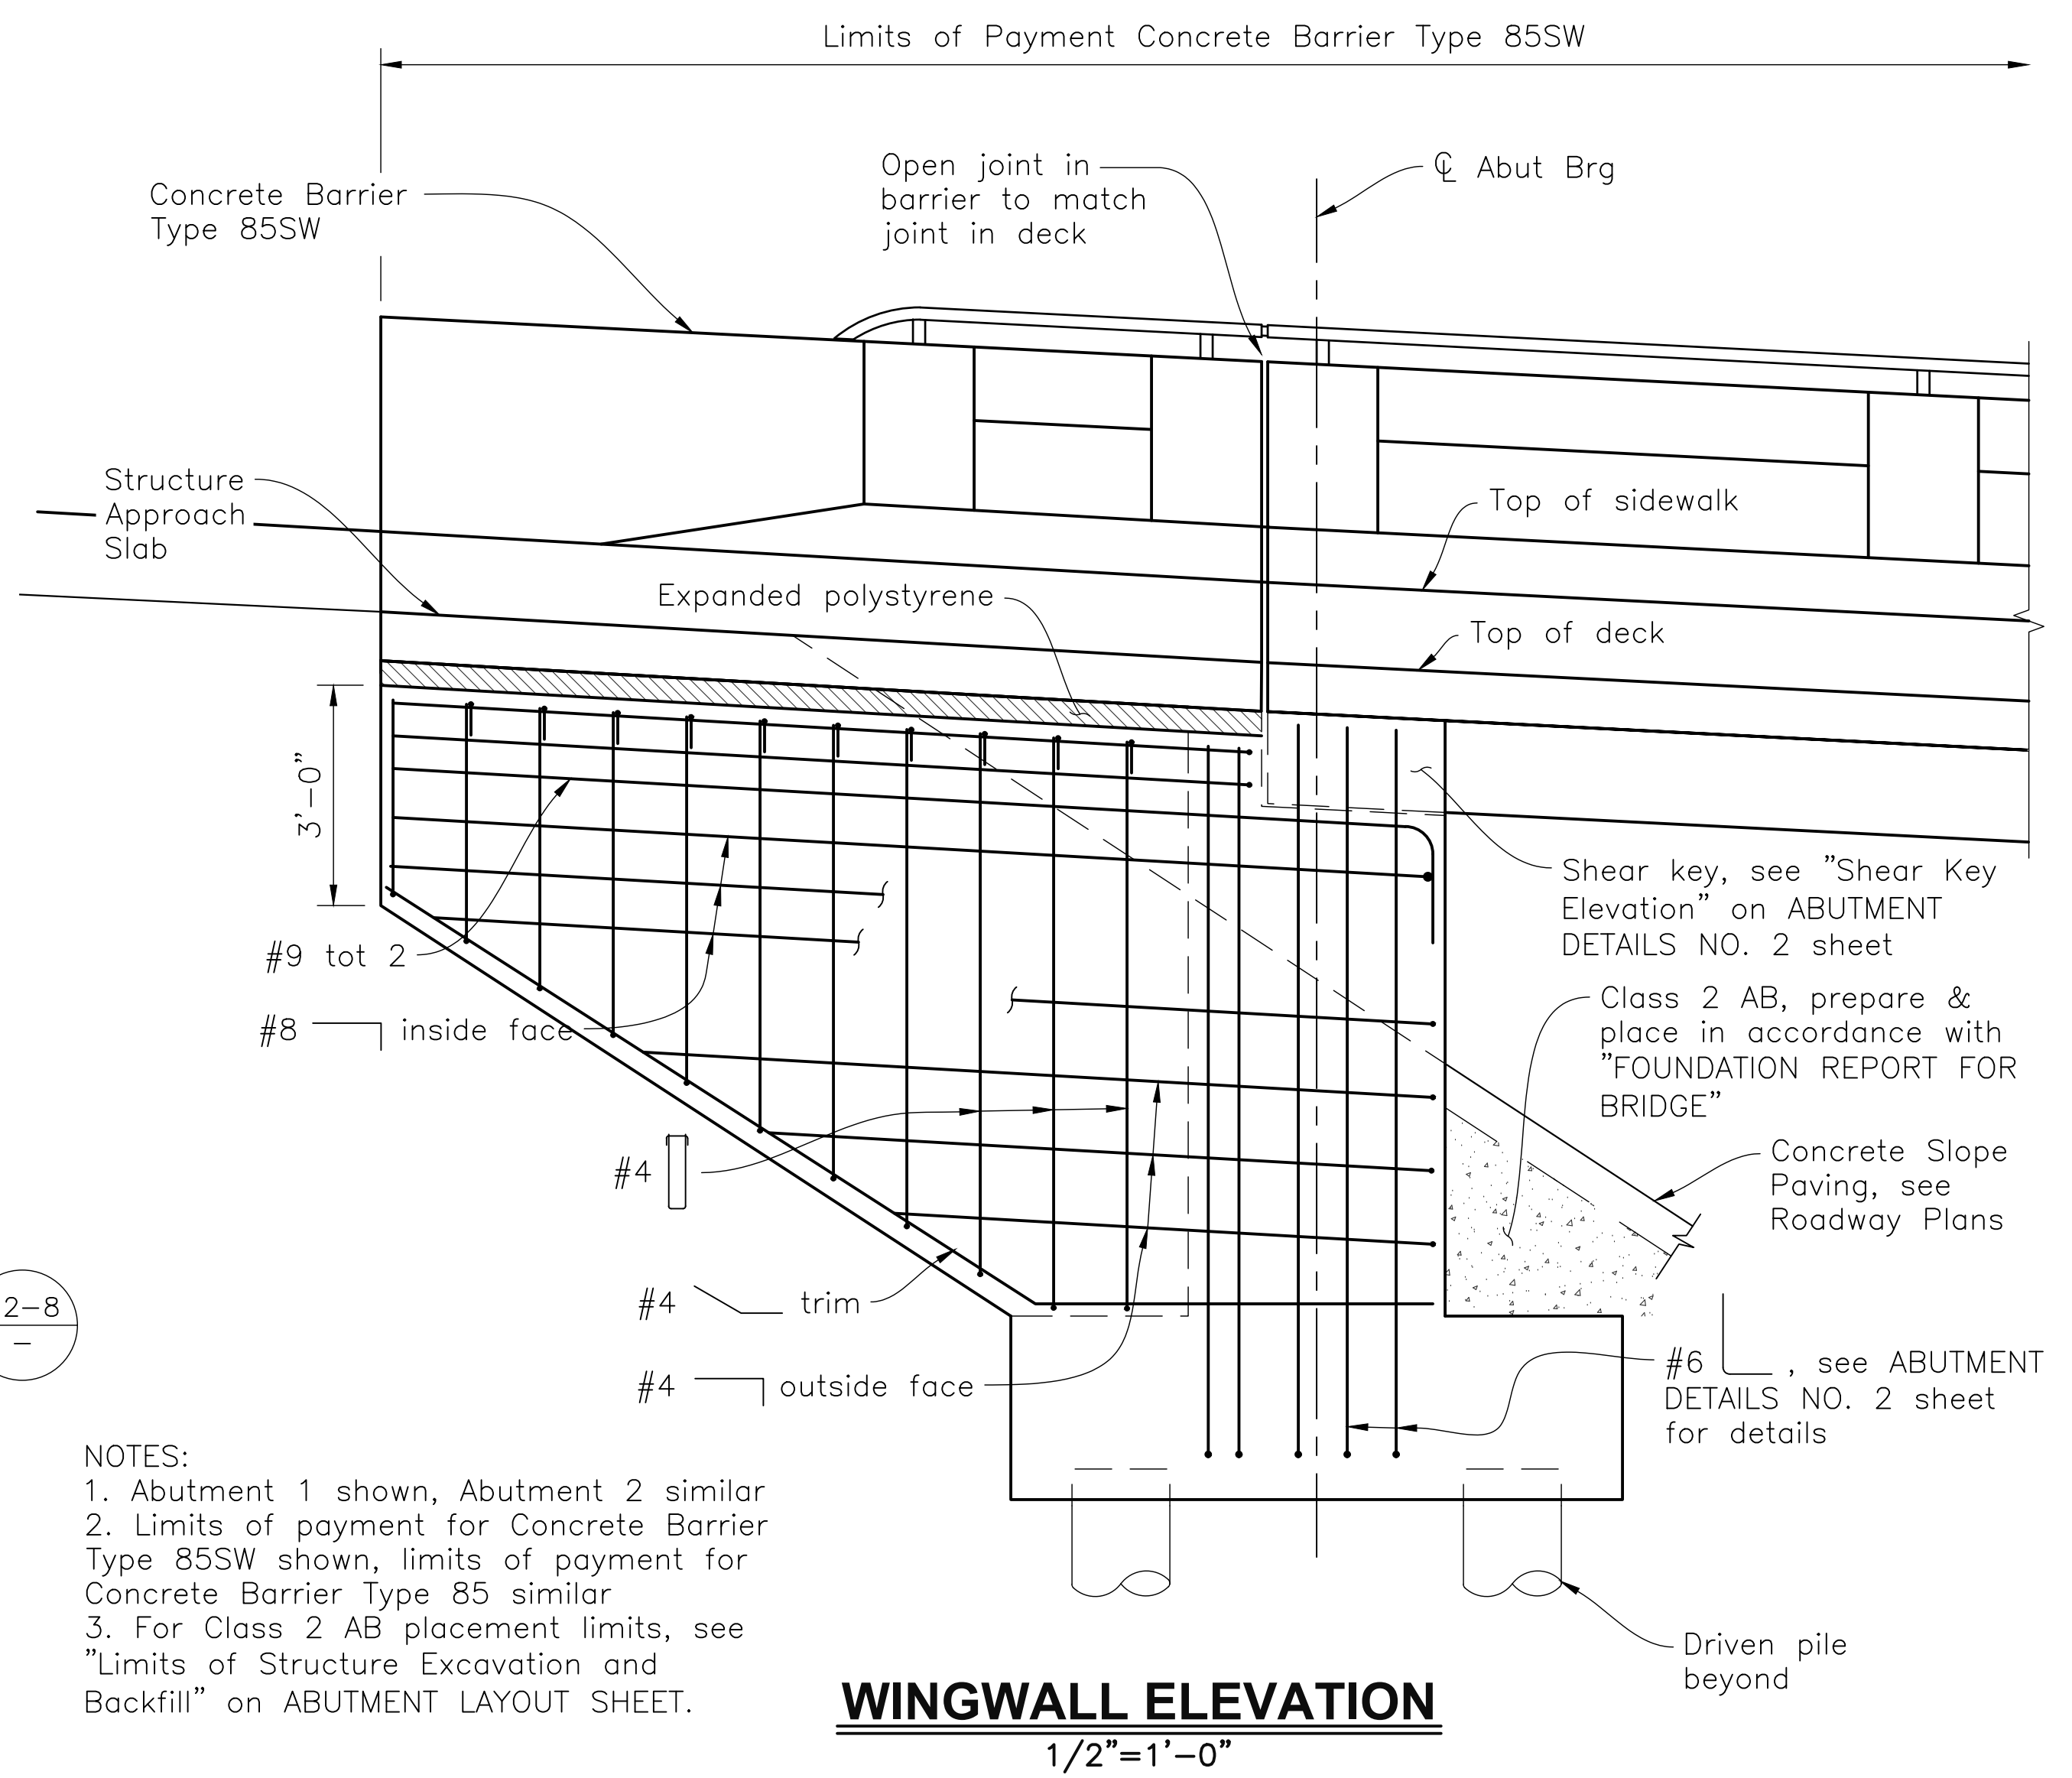 Limits of Payment Concrete Barrier Type 85SW
Concrete Barrier
Type 85SW
Open joint in
barrier to match
joint in deck
℄ Abut Brg
Structure
Approach
Slab
Top of sidewalk
Expanded polystyrene
Top of deck
3'-0"
Shear key, see "Shear Key
Elevation" on ABUTMENT
DETAILS NO. 2 sheet
#9 tot 2
#8 inside face
Class 2 AB, prepare &
place in accordance with
"FOUNDATION REPORT FOR
BRIDGE"
Concrete Slope
Paving, see
Roadway Plans
#4
#4 trim
#4 outside face
2-8
-
#6 , see ABUTMENT
DETAILS NO. 2 sheet
for details
NOTES:
1. Abutment 1 shown, Abutment 2 similar
2. Limits of payment for Concrete Barrier
Type 85SW shown, limits of payment for
Concrete Barrier Type 85 similar
3. For Class 2 AB placement limits, see
"Limits of Structure Excavation and
Backfill" on ABUTMENT LAYOUT SHEET.
Driven pile
beyond
WINGWALL ELEVATION
1/2"=1'-0"